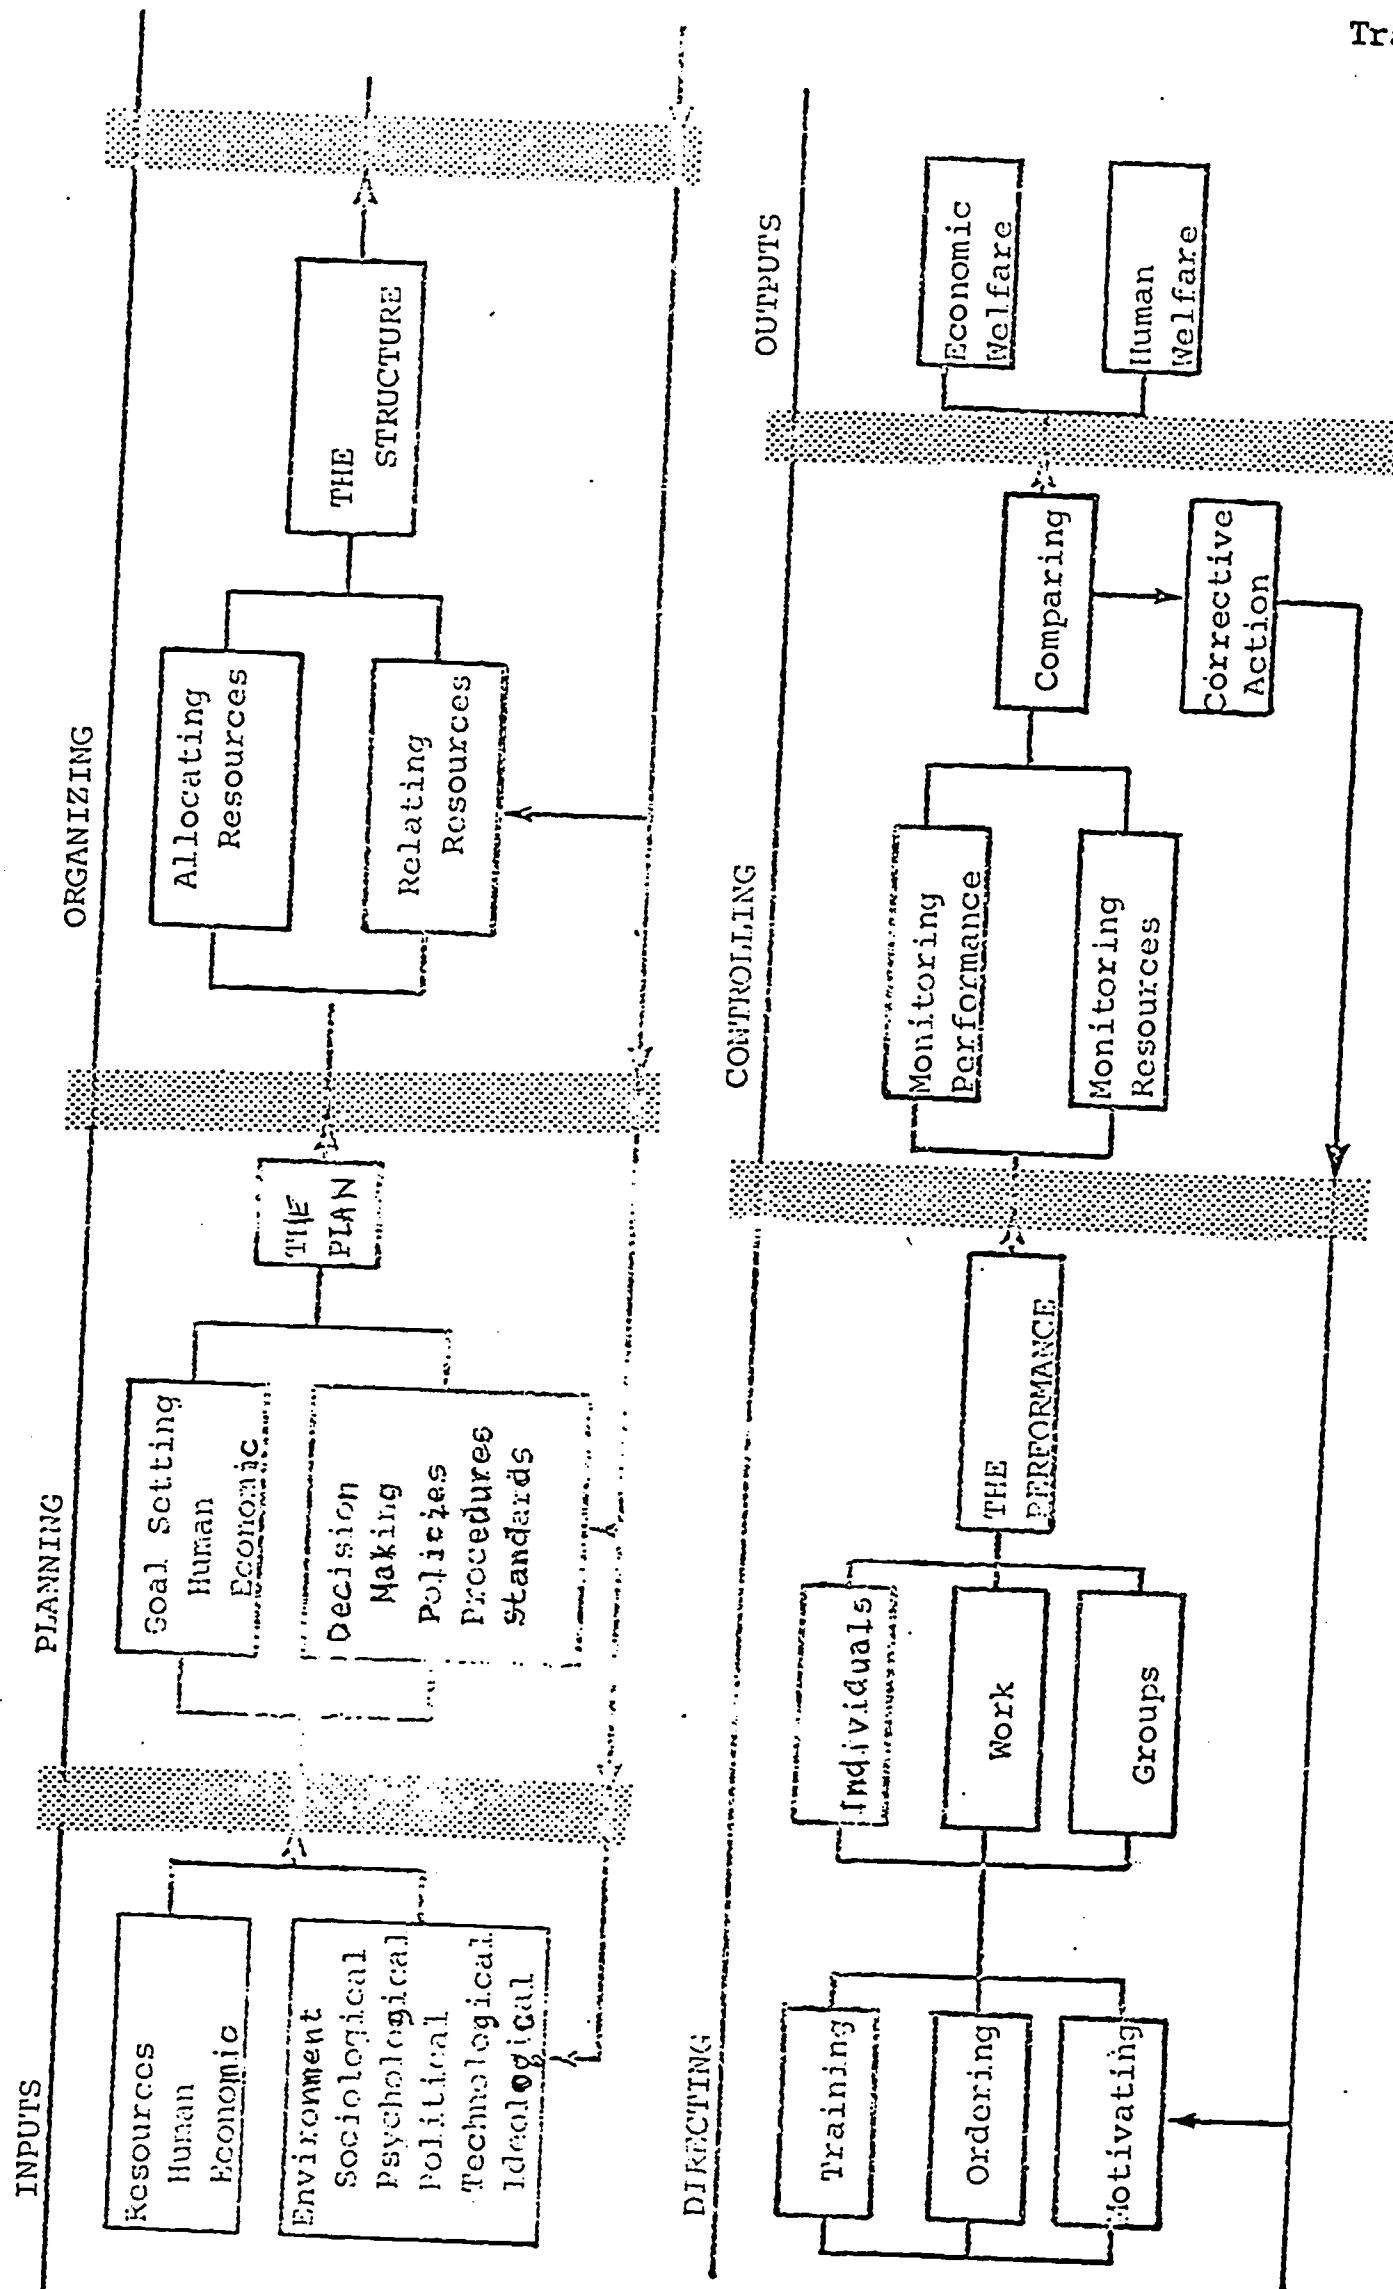 Tra
INPUTS
Resources
Human
Economic
Environment
Sociological
Psychological
Political
Technological
Ideological
PLANNING
Goal Setting
Human
Economic
Decision
Making
Policies
Procedures
Standards
THE
PLAN
ORGANIZING
Allocating
Resources
Relating
Resources
THE
STRUCTURE
DIRECTING
Training
Ordering
Motivating
Individuals
Work
Groups
THE
PERFORMANCE
CONTROLLING
Monitoring
Performance
Monitoring
Resources
Comparing
Corrective
Action
OUTPUTS
Economic
Welfare
Human
Welfare